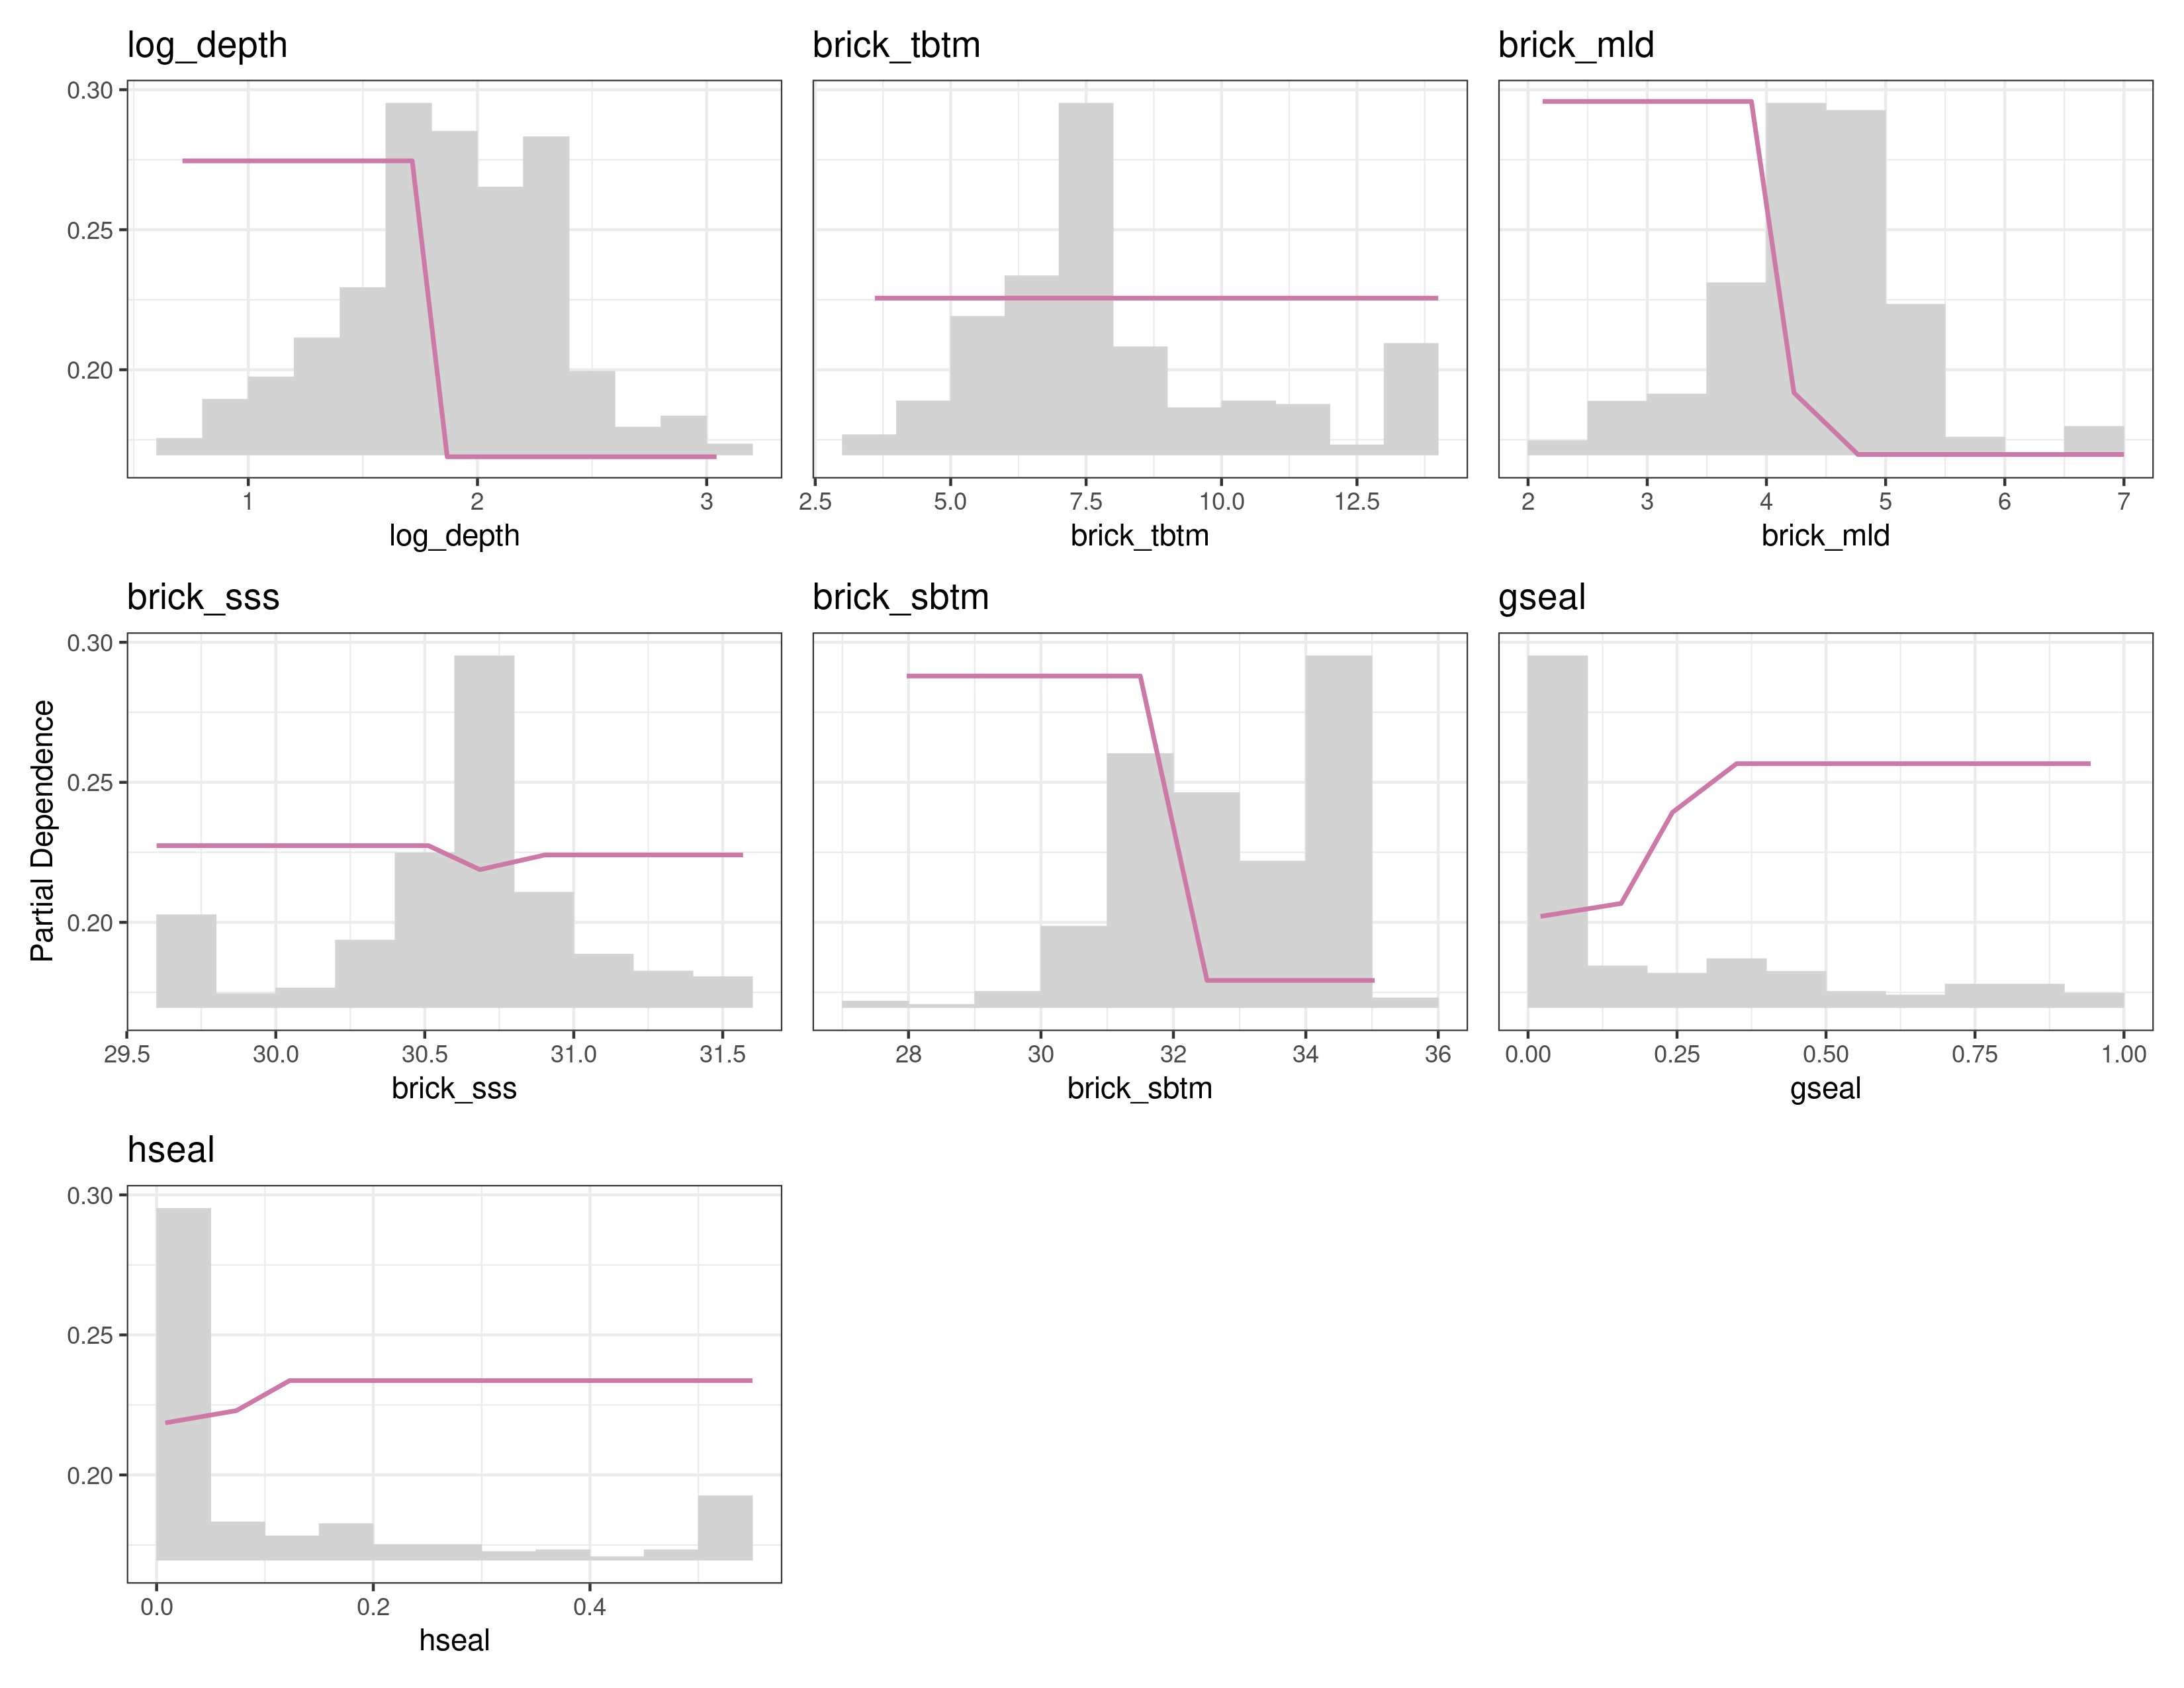 log_depth
brick_tbtm
brick_mld
0.30
0.25
0.20
1 2 3
2.5 5.0 7.5 10.0 12.5
2 3 4 5 6 7
log_depth
brick_tbtm
brick_mld
brick_sss
brick_sbtm
gseal
Partial Dependence
0.30
0.25
0.20
29.5 30.0 30.5 31.0 31.5
28 30 32 34 36
0.00 0.25 0.50 0.75 1.00
brick_sss
brick_sbtm
gseal
hseal
0.30
0.25
0.20
0.0 0.2 0.4
hseal